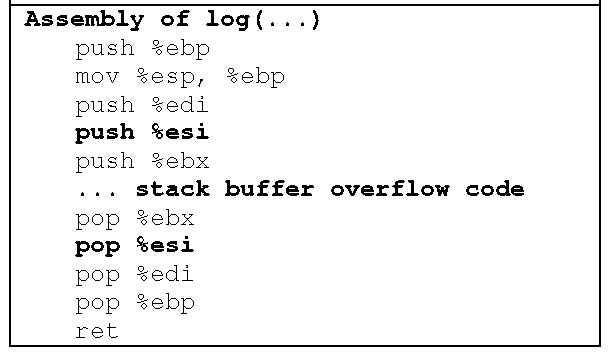 Assembly of log(...)
push %ebp
mov %esp, %ebp
push %edi
push %esi
push %ebx
... stack buffer overflow code
pop %ebx
pop %esi
pop %edi
pop %ebp
ret